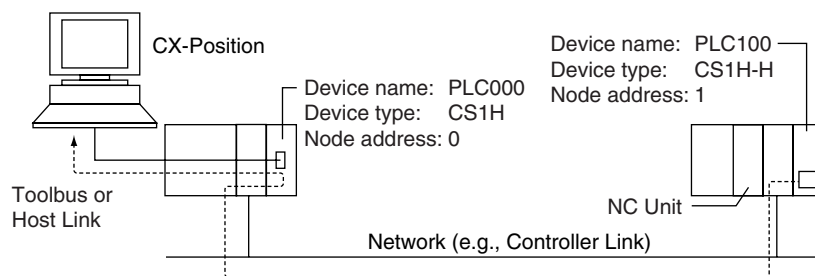 CX-Position
Device name: PLC000
Device type: CS1H
Node address: 0
Device name: PLC100
Device type: CS1H-H
Node address: 1
Toolbus or
Host Link
NC Unit
Network (e.g., Controller Link)